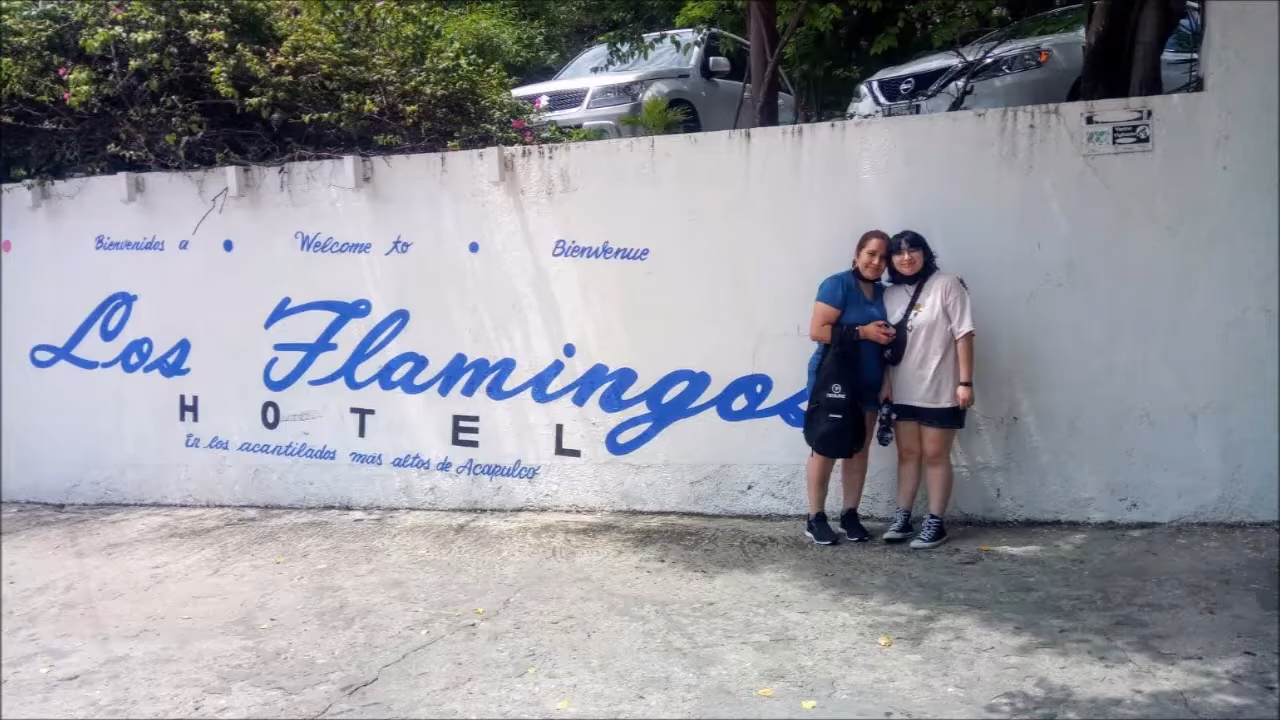 Bienvenidos a • Welcome to • Bienvenue
Los Flamingos
HOTEL
En los acantilados más altos de Acapulco